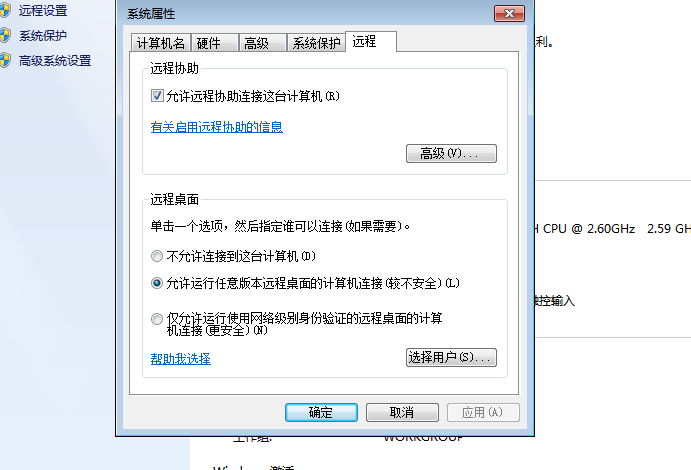 远程设置
系统保护
高级系统设置
系统属性
计算机名 硬件 高级 系统保护 远程
远程协助
允许远程协助连接这台计算机(R)
有关启用远程协助的信息
高级(V)...
远程桌面
单击一个选项，然后指定谁可以连接(如果需要)。
不允许连接到这台计算机(D)
允许运行任意版本远程桌面的计算机连接(较不安全)(L)
仅允许运行使用网络级别身份验证的远程桌面的计算
机连接(更安全)(N)
帮助我选择
选择用户(S)...
确定 取消 应用(A)
利。
H CPU @ 2.60GHz 2.59 GH
触控输入
工作组: WORKGROUP
Windows 激活